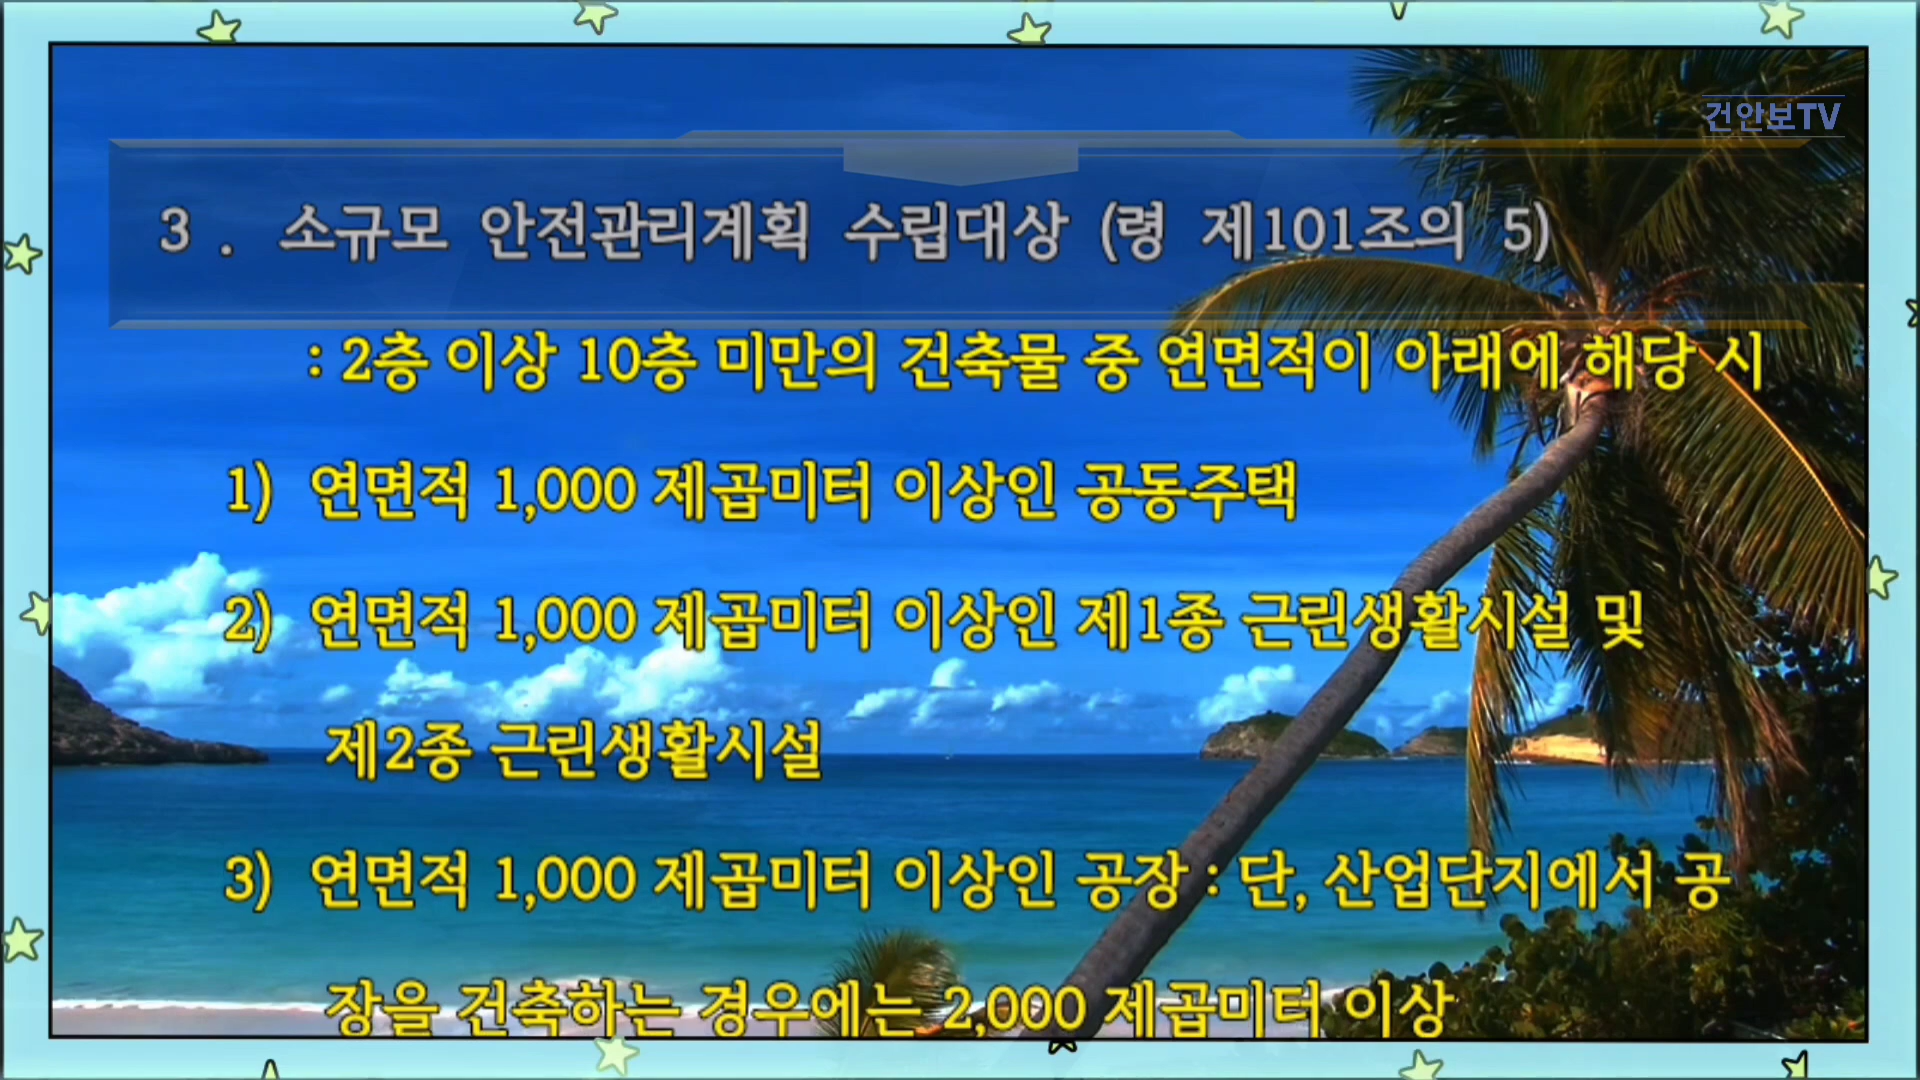 건안보TV
3 . 소규모 안전관리계획 수립대상 (령 제101조의 5)
: 2층 이상 10층 미만의 건축물 중 연면적이 아래에 해당 시
1) 연면적 1,000 제곱미터 이상인 공동주택
2) 연면적 1,000 제곱미터 이상인 제1종 근린생활시설 및
제2종 근린생활시설
3) 연면적 1,000 제곱미터 이상인 공장 : 단, 산업단지에서 공
장을 건축하는 경우에는 2,000 제곱미터 이상